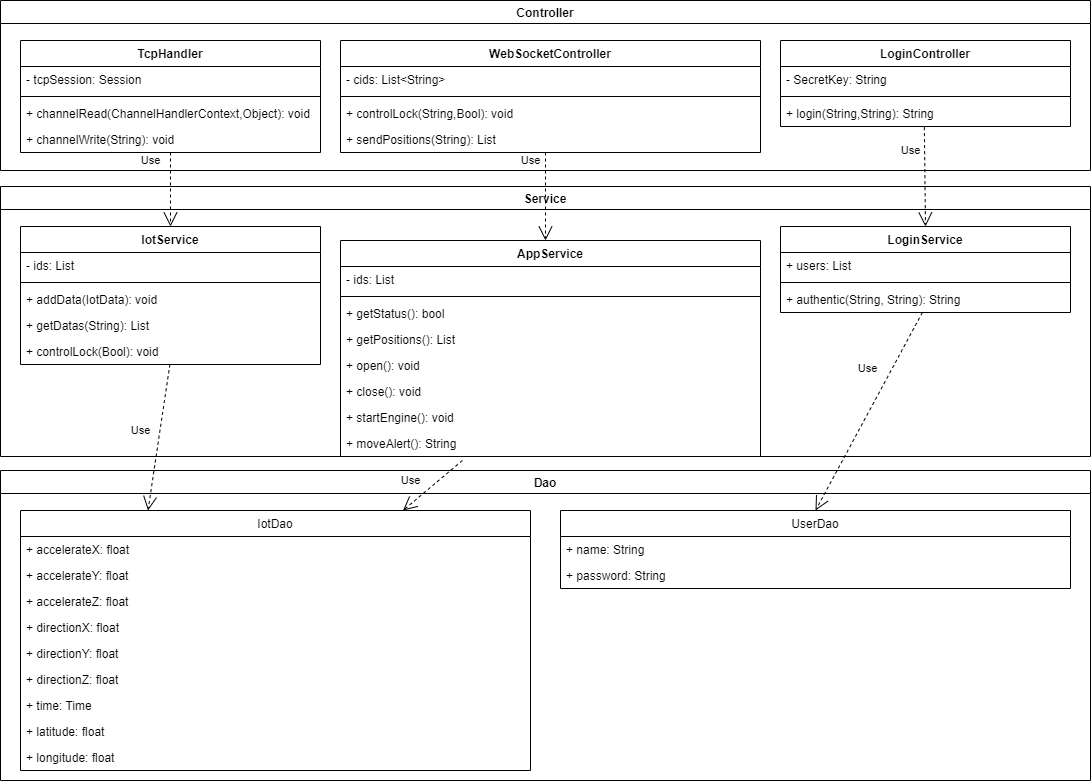 Controller
TcpHandler
- tcpSession: Session
+ channelRead(ChannelHandlerContext,Object): void
+ channelWrite(String): void
Use
WebSocketController
- cids: List<String>
+ controlLock(String,Bool): void
+ sendPositions(String): List
Use
LoginController
- SecretKey: String
+ login(String,String): String
Use
Service
IotService
- ids: List
+ addData(IotData): void
+ getDatas(String): List
+ controlLock(Bool): void
Use
AppService
- ids: List
+ getStatus(): bool
+ getPositions(): List
+ open(): void
+ close(): void
+ startEngine(): void
+ moveAlert(): String
Use
LoginService
+ users: List
+ authentic(String, String): String
Use
Dao
IotDao
+ accelerateX: float
+ accelerateY: float
+ accelerateZ: float
+ directionX: float
+ directionY: float
+ directionZ: float
+ time: Time
+ latitude: float
+ longitude: float
UserDao
+ name: String
+ password: String